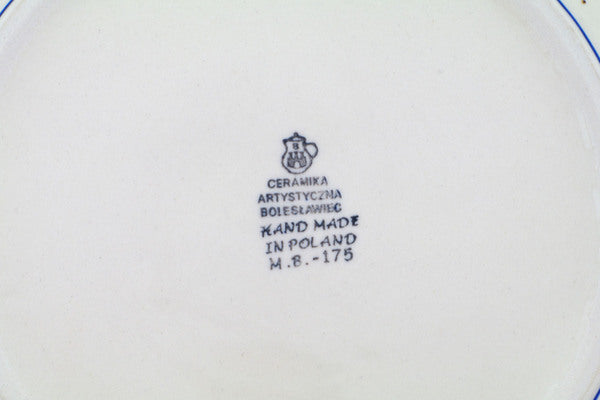 B
CERAMIKA
ARTYSTYCZNA
BOLESŁAWIEC
HAND MADE
IN POLAND
M.B.-175